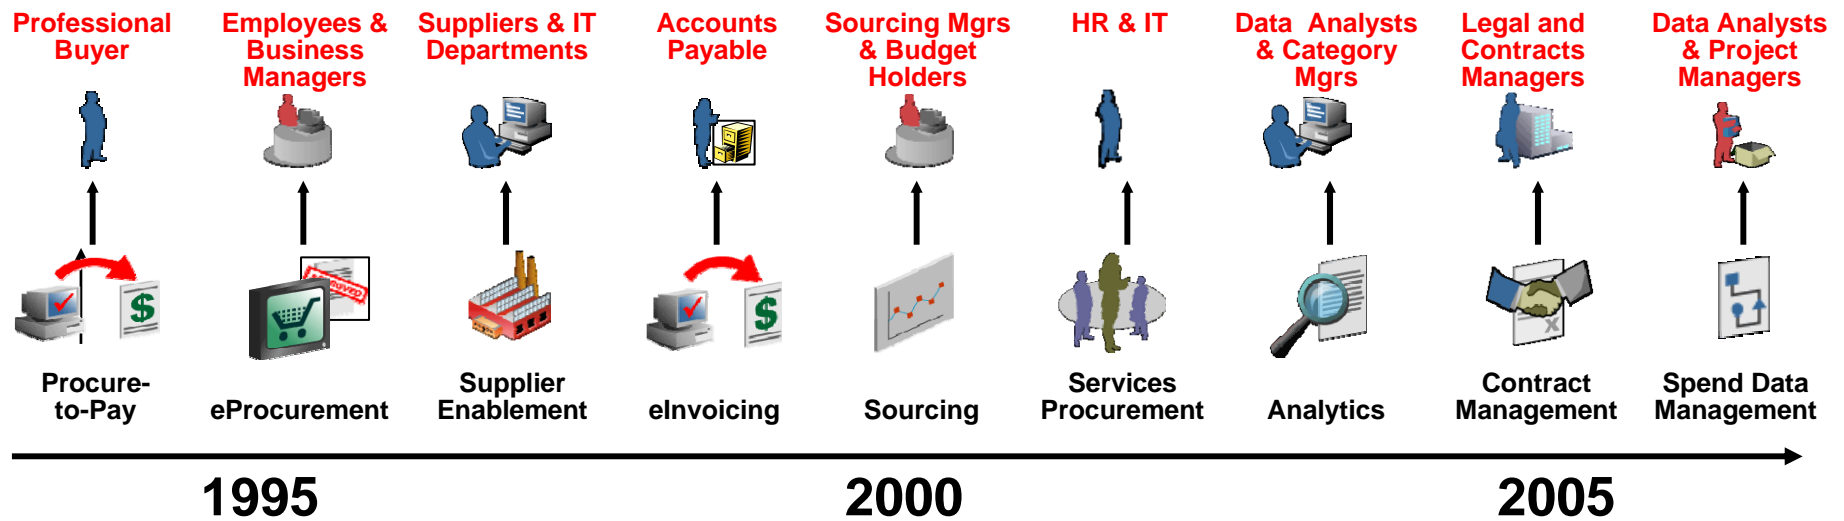 Professional
Buyer
Employees &
Business
Managers
Suppliers & IT
Departments
Accounts
Payable
Sourcing Mgrs
& Budget
Holders
HR & IT
Data Analysts
& Category
Mgrs
Legal and
Contracts
Managers
Data Analysts
& Project
Managers
$
APPROVED
$
X
Procure-
to-Pay
eProcurement
Supplier
Enablement
eInvoicing
Sourcing
Services
Procurement
Analytics
Contract
Management
Spend Data
Management
1995
2000
2005